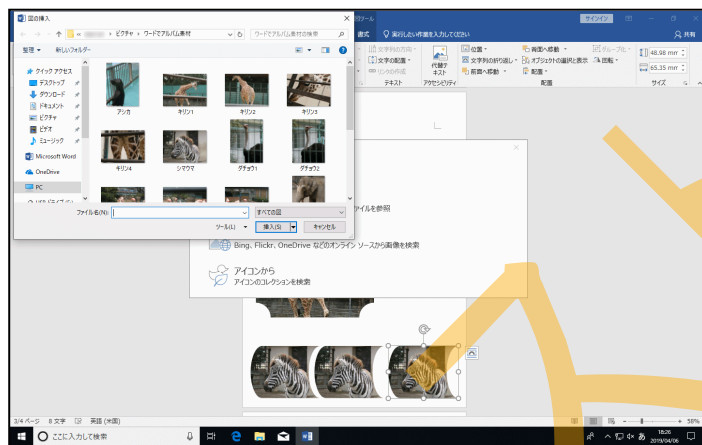 図の挿入
図ツール
サインイン
« ピクチャ › ワードでアルバム素材
ワードでアルバム素材の検索
書式
実行したい作業を入力してください
共有
整理
新しいフォルダー
クイック アクセス
デスクトップ
ダウンロード
ドキュメント
ピクチャ
ビデオ
ミュージック
Microsoft Word
OneDrive
PC
アシカ
キリン1
キリン2
キリン3
キリン4
シマウマ
ダチョウ1
ダチョウ2
ファイル名(N):
すべての図
ツール(L)
挿入(S)
キャンセル
文字列の方向
文字の配置
リンクの作成
テキスト
代替テ
キスト
アクセシビリティ
位置
文字列の折り返し
前面へ移動
背面へ移動
オブジェクトの選択と表示
配置
グループ化
回転
配置
48.98 mm
65.35 mm
サイズ
ァイルを参照
Bing、Flickr、OneDrive などのオンライン ソースから画像を検索
アイコンから
アイコンのコレクションを検索
3/4 ページ
8 文字
英語 (米国)
58%
ここに入力して検索
あ
18:26
2019/04/06